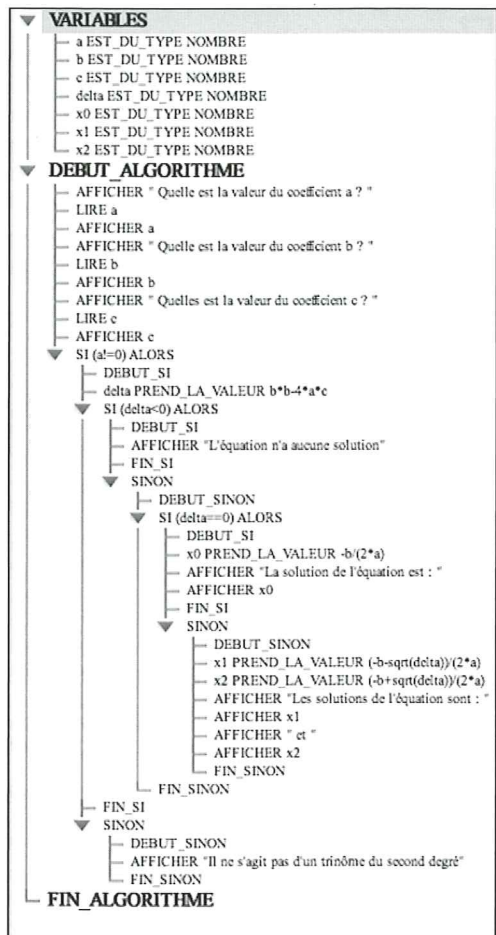 VARIABLES
a EST_DU_TYPE NOMBRE
b EST_DU_TYPE NOMBRE
c EST_DU_TYPE NOMBRE
delta EST_DU_TYPE NOMBRE
x0 EST_DU_TYPE NOMBRE
x1 EST_DU_TYPE NOMBRE
x2 EST_DU_TYPE NOMBRE
DEBUT_ALGORITHME
AFFICHER " Quelle est la valeur du coefficient a ? "
LIRE a
AFFICHER a
AFFICHER " Quelle est la valeur du coefficient b ? "
LIRE b
AFFICHER b
AFFICHER " Quelles est la valeur du coefcient c ? "
LIRE c
AFFICHER c
SI (a!=0) ALORS
DEBUT_SI
delta PREND_LA_VALEUR b*b-4*a*c
SI (delta<0) ALORS
DEBUT_SI
AFFICHER "L'équation n'a aucune solution"
FIN_SI
SINON
DEBUT_SINON
SI (delta==0) ALORS
DEBUT_SI
x0 PREND_LA_VALEUR -b/(2*a)
AFFICHER "La solution de l'équation est : "
AFFICHER x0
FIN_SI
SINON
DEBUT_SINON
x1 PREND_LA_VALEUR (-b-sqrt(delta))/(2*a)
x2 PREND_LA_VALEUR (-b+sqrt(delta))/(2*a)
AFFICHER "Les solutions de l'équation sont : "
AFFICHER x1
AFFICHER " et "
AFFICHER x2
FIN_SINON
FIN_SINON
FIN_SI
SINON
DEBUT_SINON
AFFICHER "Il ne s'agit pas d'un trinôme du second degré"
FIN_SINON
FIN_ALGORITHME